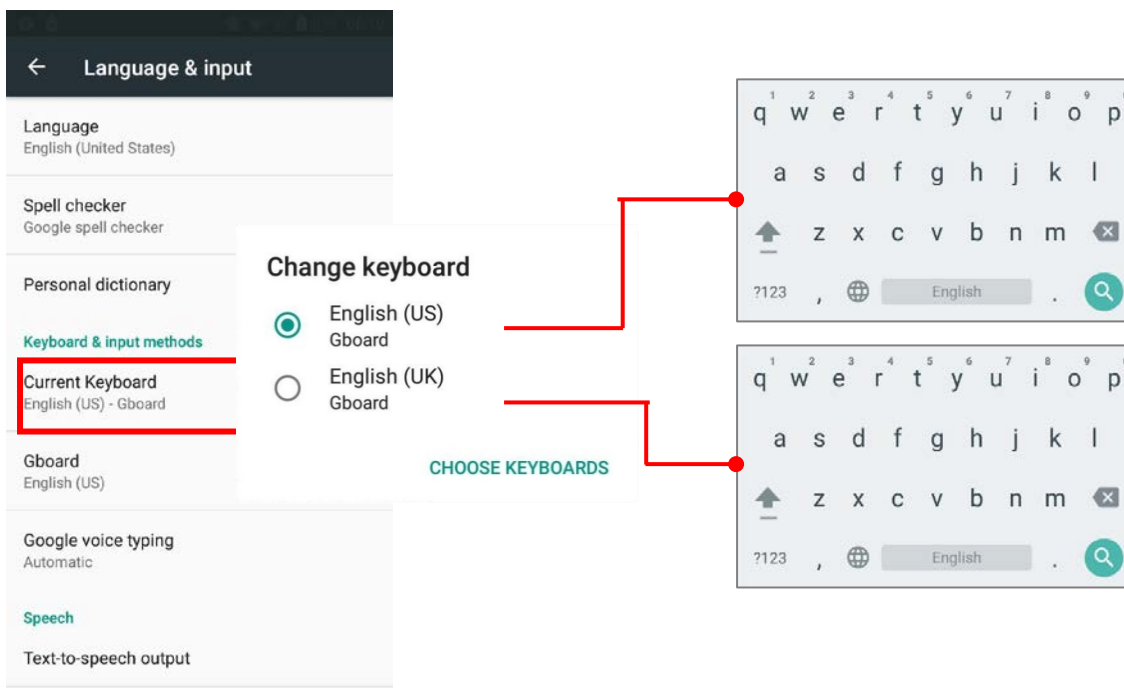 Language & input
Language
English (United States)
Spell checker
Google spell checker
Personal dictionary
Keyboard & input methods
Current Keyboard
English (US) - Gboard
Gboard
English (US)
Google voice typing
Automatic
Speech
Text-to-speech output
Change keyboard
English (US)
Gboard
English (UK)
Gboard
CHOOSE KEYBOARDS
1 2 3 4 5 6 7 8 9
q w e r t y u i o p
a s d f g h j k l
z x c v b n m
?123 , English .
1 2 3 4 5 6 7 8 9
q w e r t y u i o p
a s d f g h j k l
z x c v b n m
?123 , English .